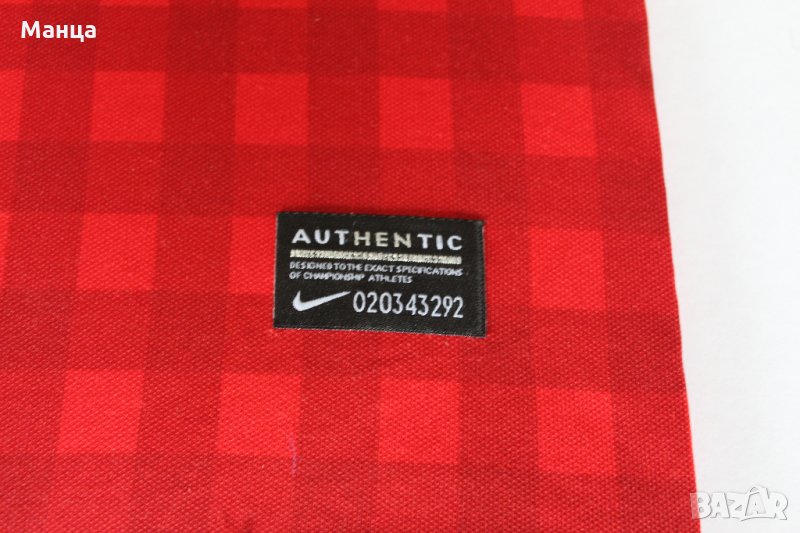 Манца
AUTHENTIC
DESIGNED TO THE EXACT SPECIFICATIONS
OF CHAMPIONSHIP ATHLETES
020343292
BAZAR